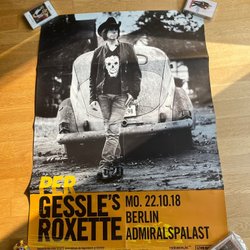 PER
GESSLE'S
ROXETTE
MO. 22.10.18
BERLIN
ADMIRALSPALAST